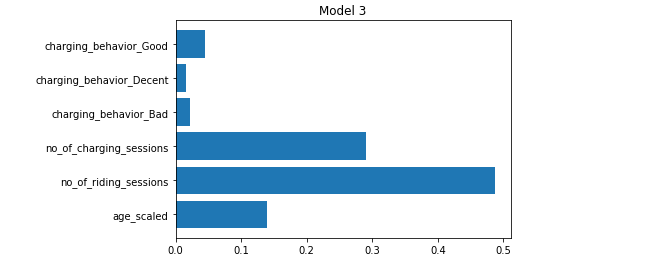 Model 3
charging_behavior_Good
charging_behavior_Decent
charging_behavior_Bad
no_of_charging_sessions
no_of_riding_sessions
age_scaled
0.0 0.1 0.2 0.3 0.4 0.5